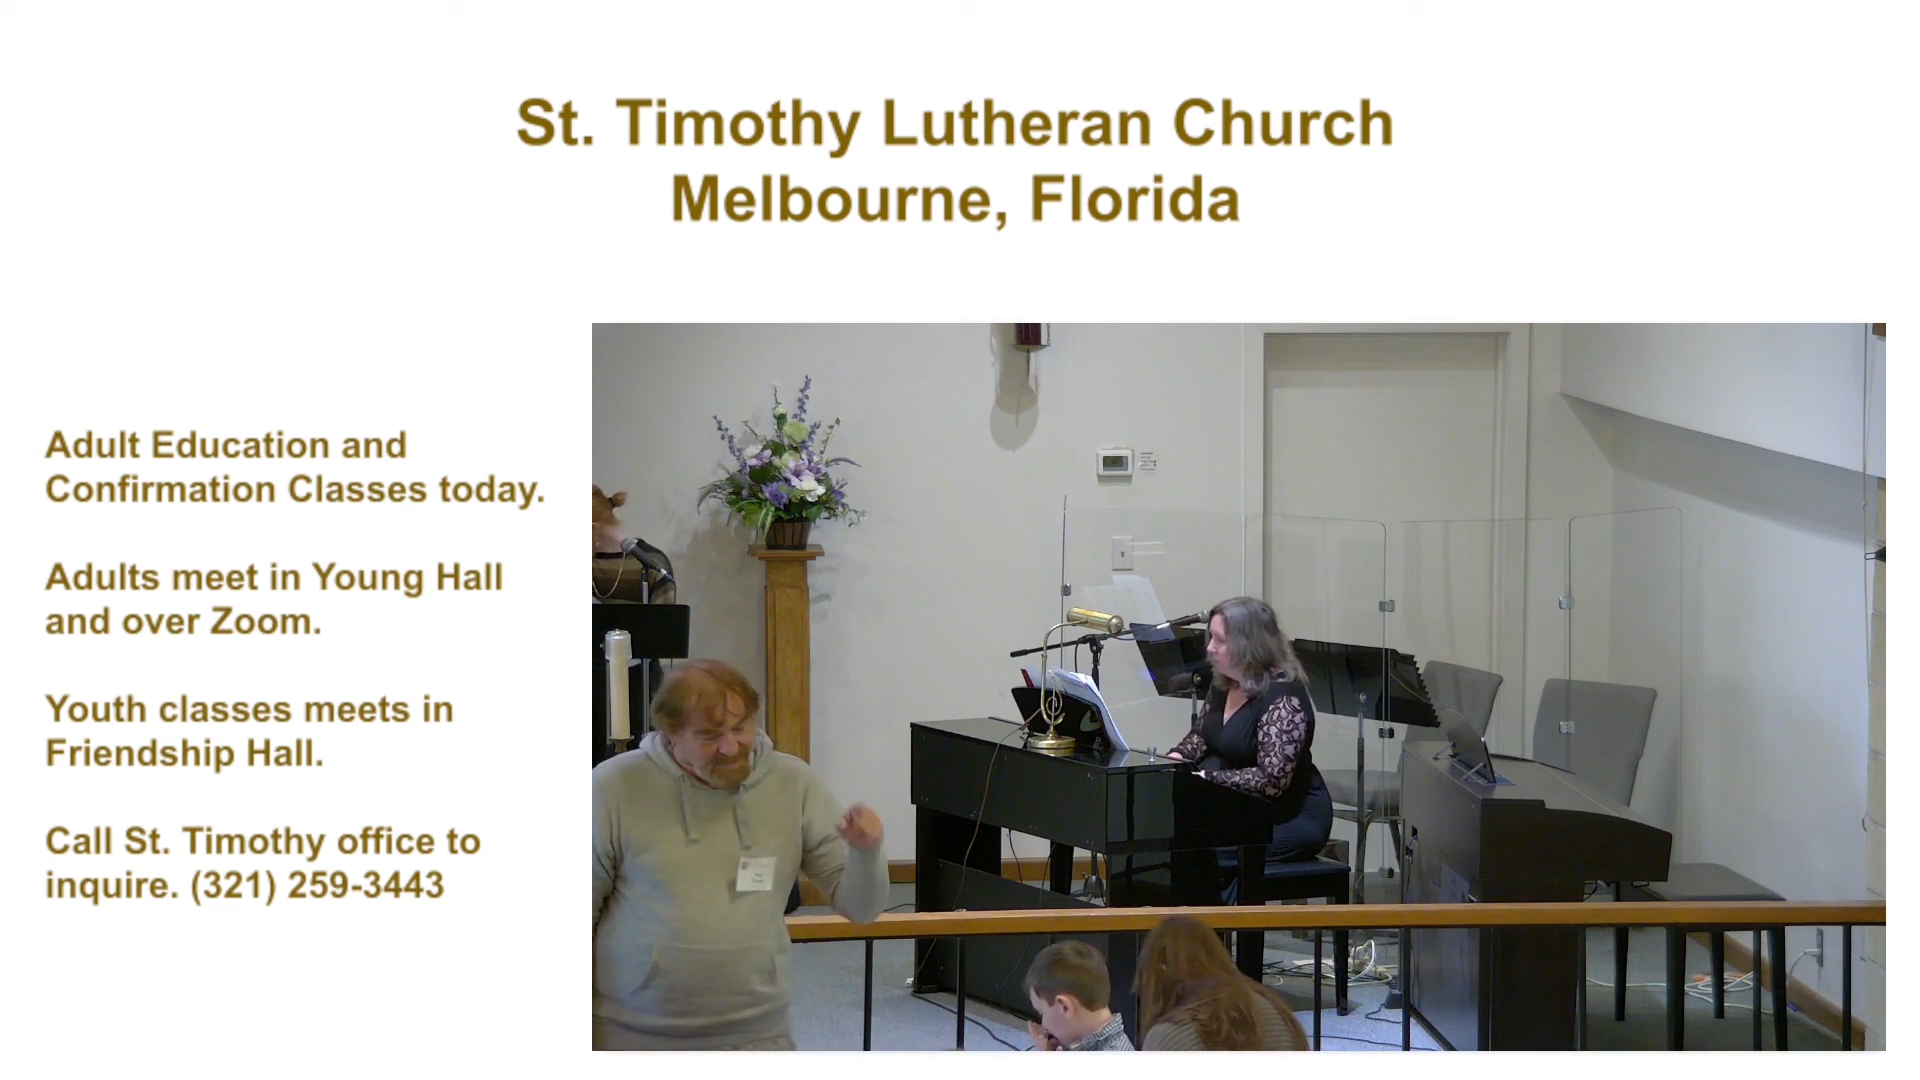 St. Timothy Lutheran Church
Melbourne, Florida
Adult Education and
Confirmation Classes today.
Adults meet in Young Hall
and over Zoom.
Youth classes meets in
Friendship Hall.
Call St. Timothy office to
inquire. (321) 259-3443